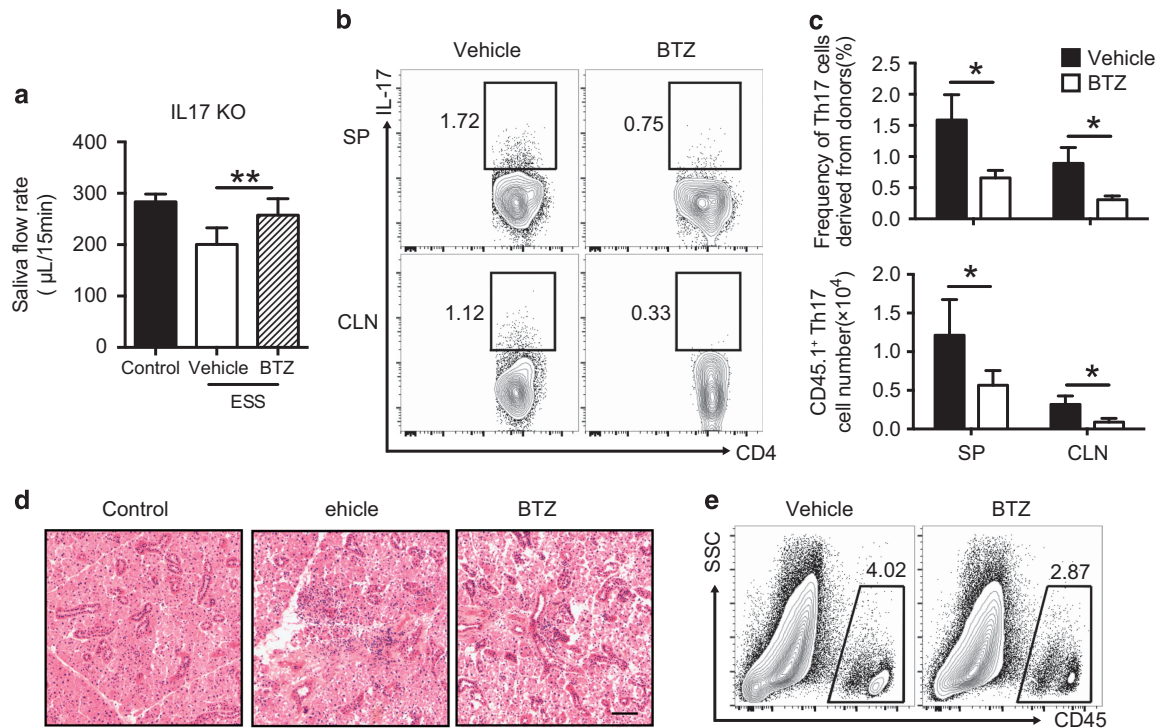 a
IL17 KO
Saliva flow rate
( μL/15min)
400
300
200
100
0
Control
Vehicle
BTZ
**
ESS
b
Vehicle
BTZ
IL-17
SP
1.72
0.75
CLN
1.12
0.33
CD4
c
Vehicle
BTZ
Frequency of Th17 cells
derived from donors(%)
2.5
2.0
1.5
1.0
0.5
0.0
*
*
CD45.1⁺ Th17
cell number(×10⁴)
2.0
1.5
1.0
0.5
0.0
*
*
SP
CLN
d
Control
ehicle
BTZ
e
Vehicle
BTZ
SSC
4.02
2.87
CD45